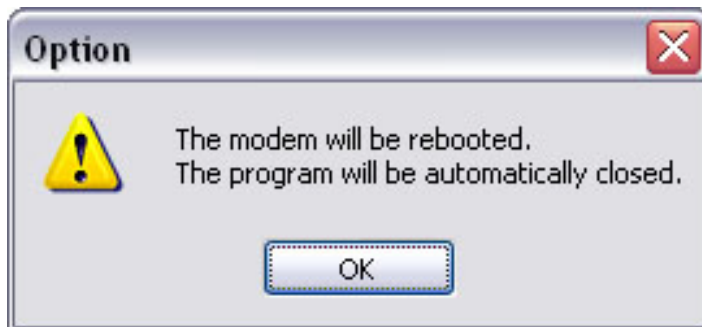 Option
The modem will be rebooted.
The program will be automatically closed.
OK